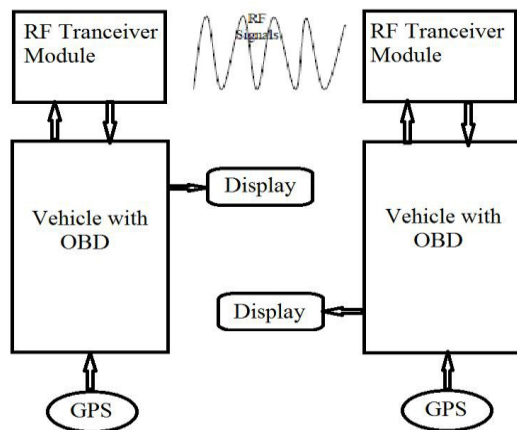 RF Tranceiver
Module
RF
Signals
RF Tranceiver
Module
Vehicle with
OBD
Display
Vehicle with
OBD
Display
GPS
GPS